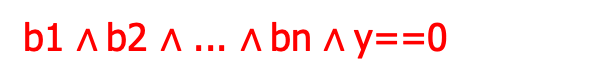 b1 ∧ b2 ∧ ... ∧ bn ∧ y==0